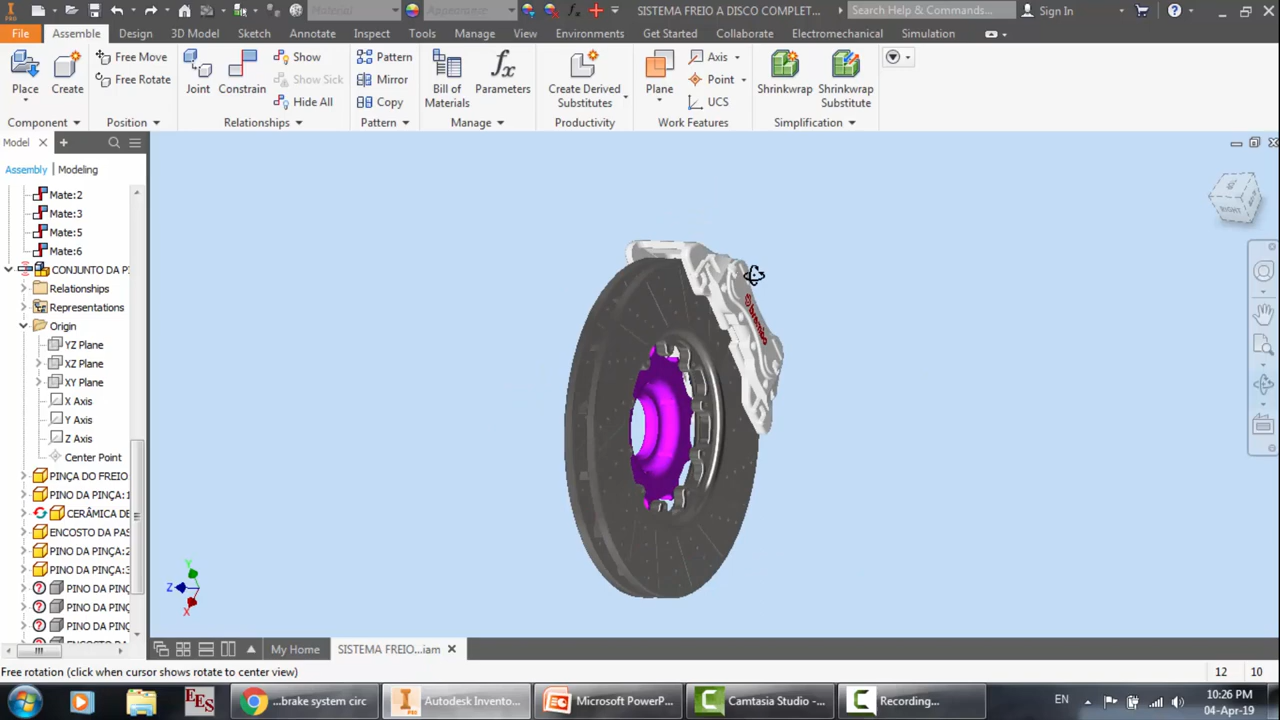 PRO
Material
Appearance
SISTEMA FREIO A DISCO COMPLET...
Search Help & Commands...
Sign In
File
Assemble
Design
3D Model
Sketch
Annotate
Inspect
Tools
Manage
View
Environments
Get Started
Collaborate
Electromechanical
Simulation
Place
Create
Free Move
Free Rotate
Joint
Constrain
Show
Show Sick
Hide All
Pattern
Mirror
Copy
Bill of
Materials
Parameters
Create Derived
Substitutes
Plane
Axis
Point
UCS
Shrinkwrap
Shrinkwrap
Substitute
Component
Position
Relationships
Pattern
Manage
Productivity
Work Features
Simplification
Model
Assembly
Modeling
Mate:2
Mate:3
Mate:5
Mate:6
CONJUNTO DA PI
Relationships
Representations
Origin
YZ Plane
XZ Plane
XY Plane
X Axis
Y Axis
Z Axis
Center Point
PINÇA DO FREIO
PINO DA PINÇA:1
CERÂMICA DE
ENCOSTO DA PAS
PINO DA PINÇA:2
PINO DA PINÇA:3
PINO DA PINÇ
PINO DA PINÇ
PINO DA PINÇ
RIGHT
brembo
Y
Z
X
My Home
SISTEMA FREIO...iam
Free rotation (click when cursor shows rotate to center view)
12
10
EES
...brake system circ
Autodesk Invento...
Microsoft PowerP...
Camtasia Studio -...
Recording...
EN
10:26 PM
04-Apr-19